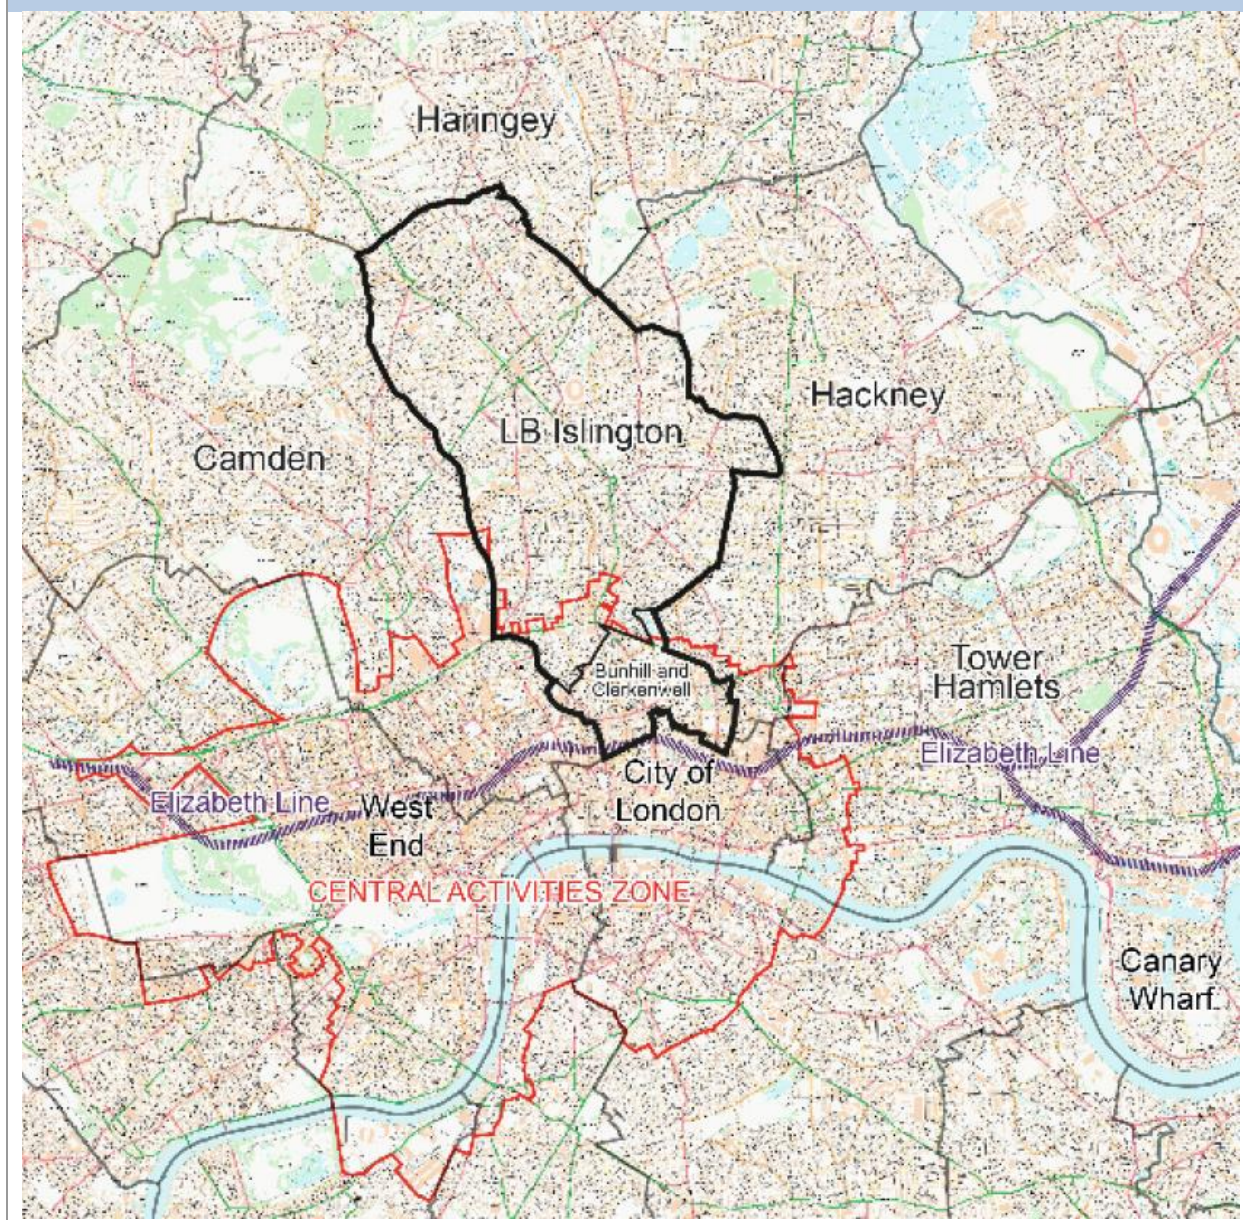 Haringey
Hackney
LB Islington
Camden
Bunhill and
Clerkenwell
Tower
Hamlets
Elizabeth Line
City of
London
Elizabeth Line
West
End
CENTRAL ACTIVITIES ZONE
Canary
Wharf